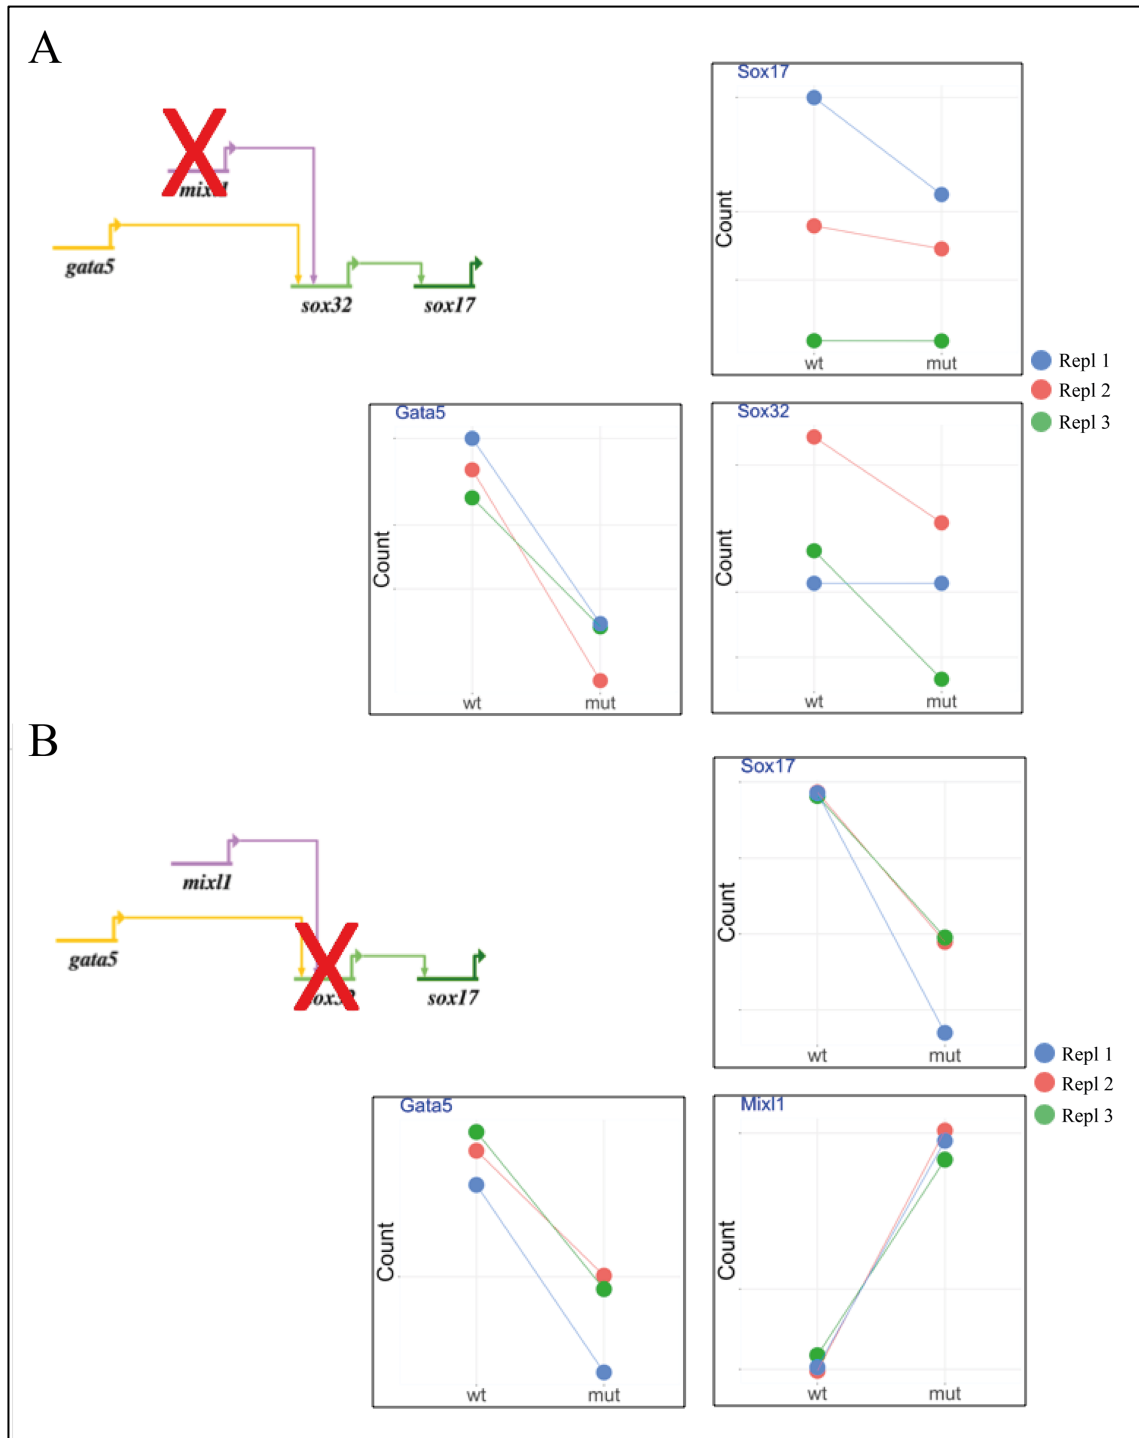 A
Sox17
mixl1
gata5
sox32
sox17
Count
wt
mut
Repl 1
Repl 2
Repl 3
Gata5
Count
wt
mut
Sox32
Count
wt
mut
B
Sox17
mixl1
gata5
sox32
sox17
Count
wt
mut
Repl 1
Repl 2
Repl 3
Gata5
Count
wt
mut
Mixl1
Count
wt
mut